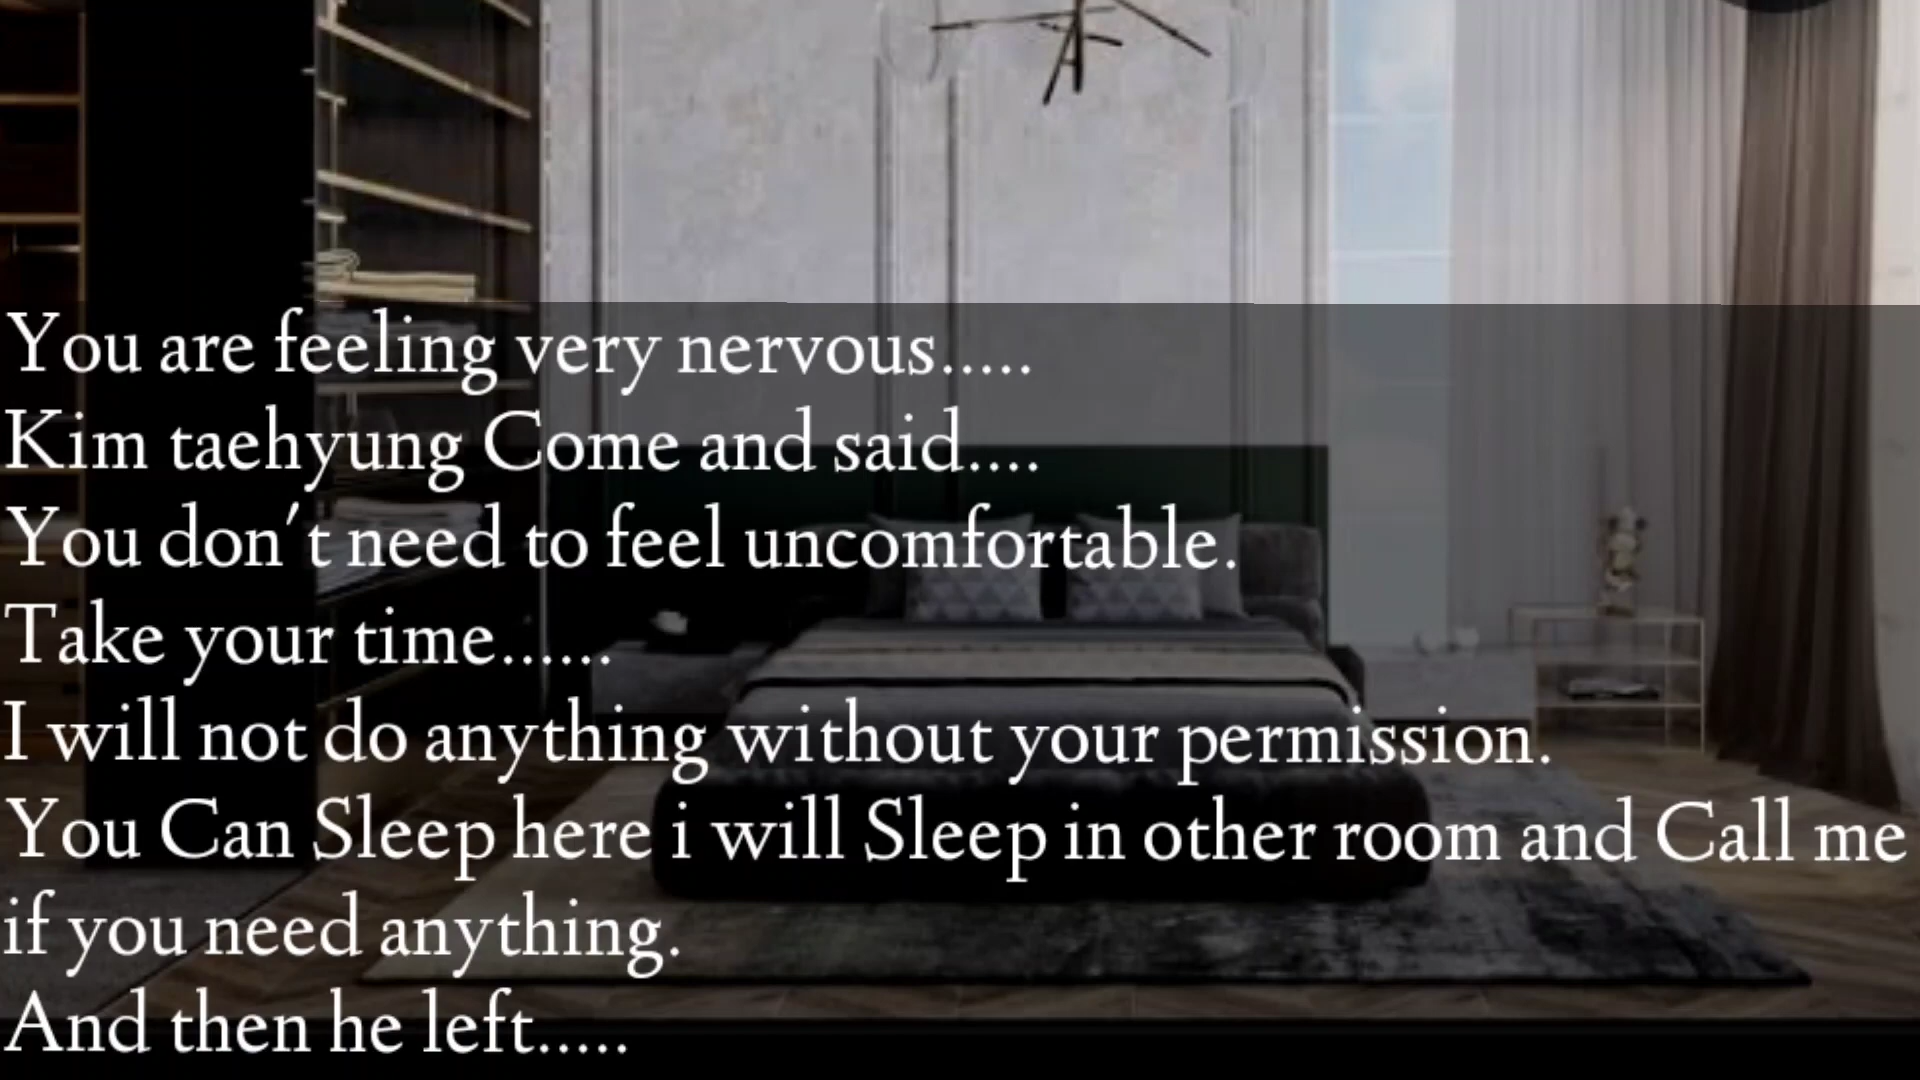 You are feeling very nervous.....
Kim taehyung Come and said....
You don't need to feel uncomfortable.
Take your time......
I will not do anything without your permission.
You Can Sleep here i will Sleep in other room and Call me
if you need anything.
And then he left.....